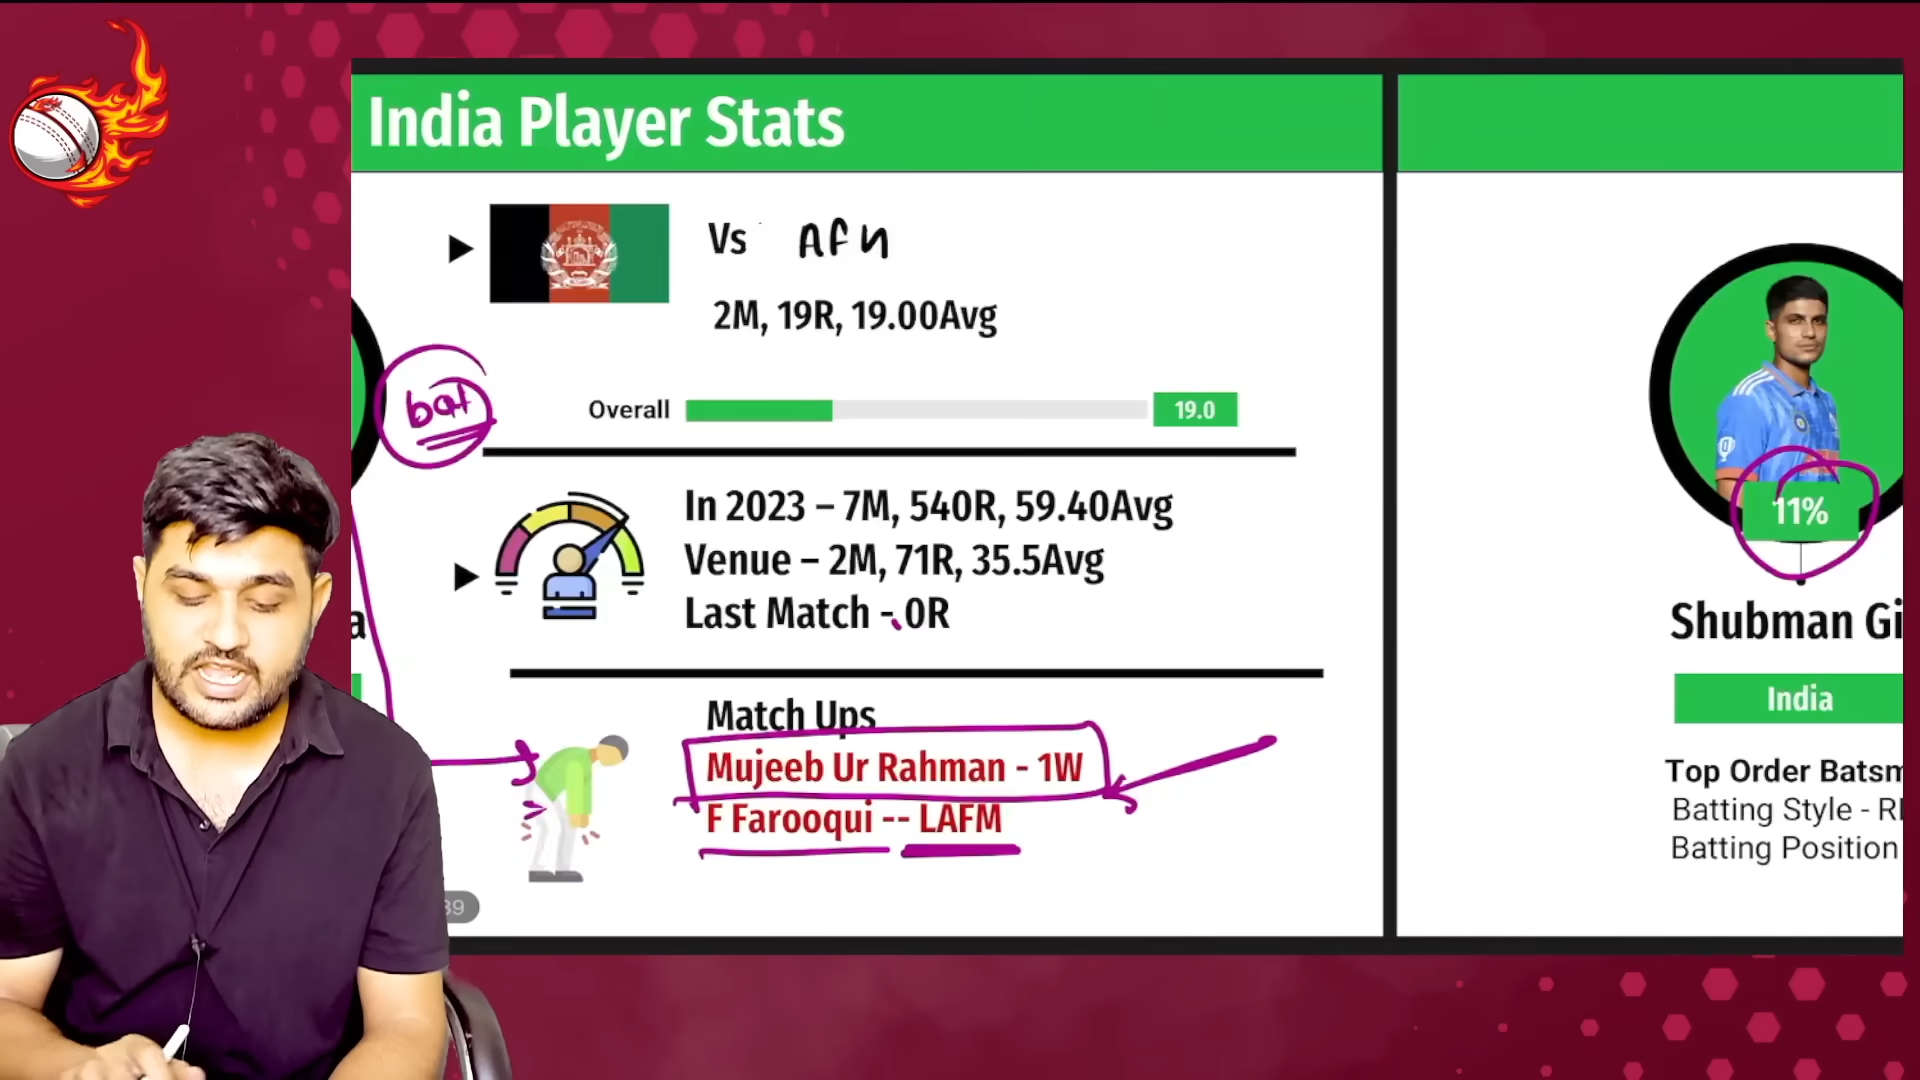 India Player Stats
Vs AFN
2M, 19R, 19.00Avg
bat
Overall 19.0
In 2023 – 7M, 540R, 59.40Avg
Venue – 2M, 71R, 35.5Avg
Last Match - 0R
Match Ups
Mujeeb Ur Rahman - 1W
F Farooqui -- LAFM
39
a
11%
Shubman Gi
India
Top Order Batsm
Batting Style - R
Batting Position